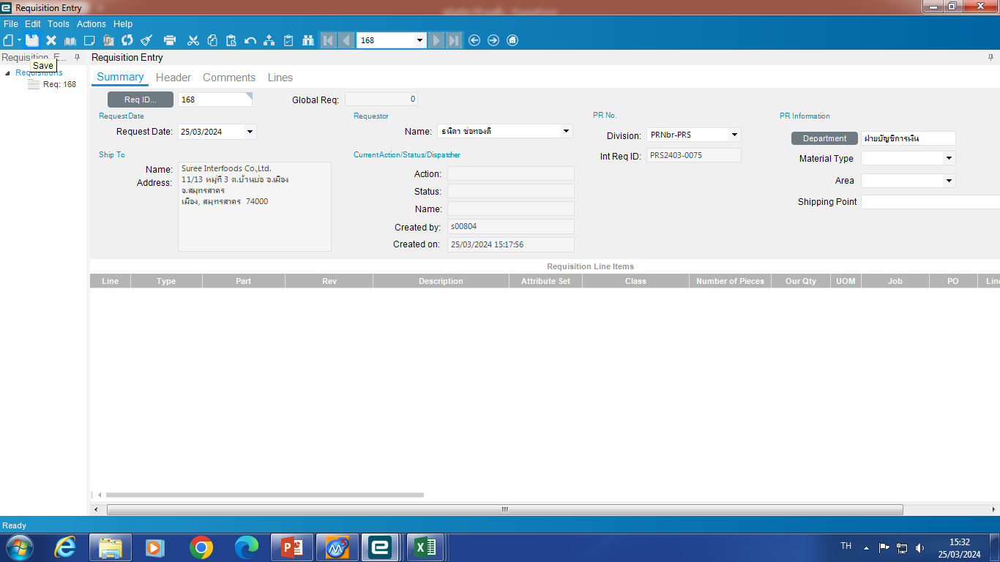 Requisition Entry
File Edit Tools Actions Help
168
Requisition E...
Requisition Entry
Save
Requisitions
Req: 168
Summary Header Comments Lines
Req ID... 168 Global Req: 0
Request Date Requestor PR No. PR Information
Request Date: 25/03/2024 Name: ธนิดา ช่อทองดี Division: PRNbr-PRS Department ฝ่ายบัญชีการเงิน
Int Req ID: PRS2403-0075 Material Type
Ship To Current Action/Status/Dispatcher
Name: Suree Interfoods Co.,Ltd. Action: Area
Address: 11/13 หมู่ที่ 3 ต.บ้านบ่อ อ.เมือง
จ.สมุทรสาคร Status:
เมือง, สมุทรสาคร 74000 Name: Shipping Point
Created by: s00804
Created on: 25/03/2024 15:17:56
Requisition Line Items
Line Type Part Rev Description Attribute Set Class Number of Pieces Our Qty UOM Job PO Line
Ready
TH 15:32
25/03/2024